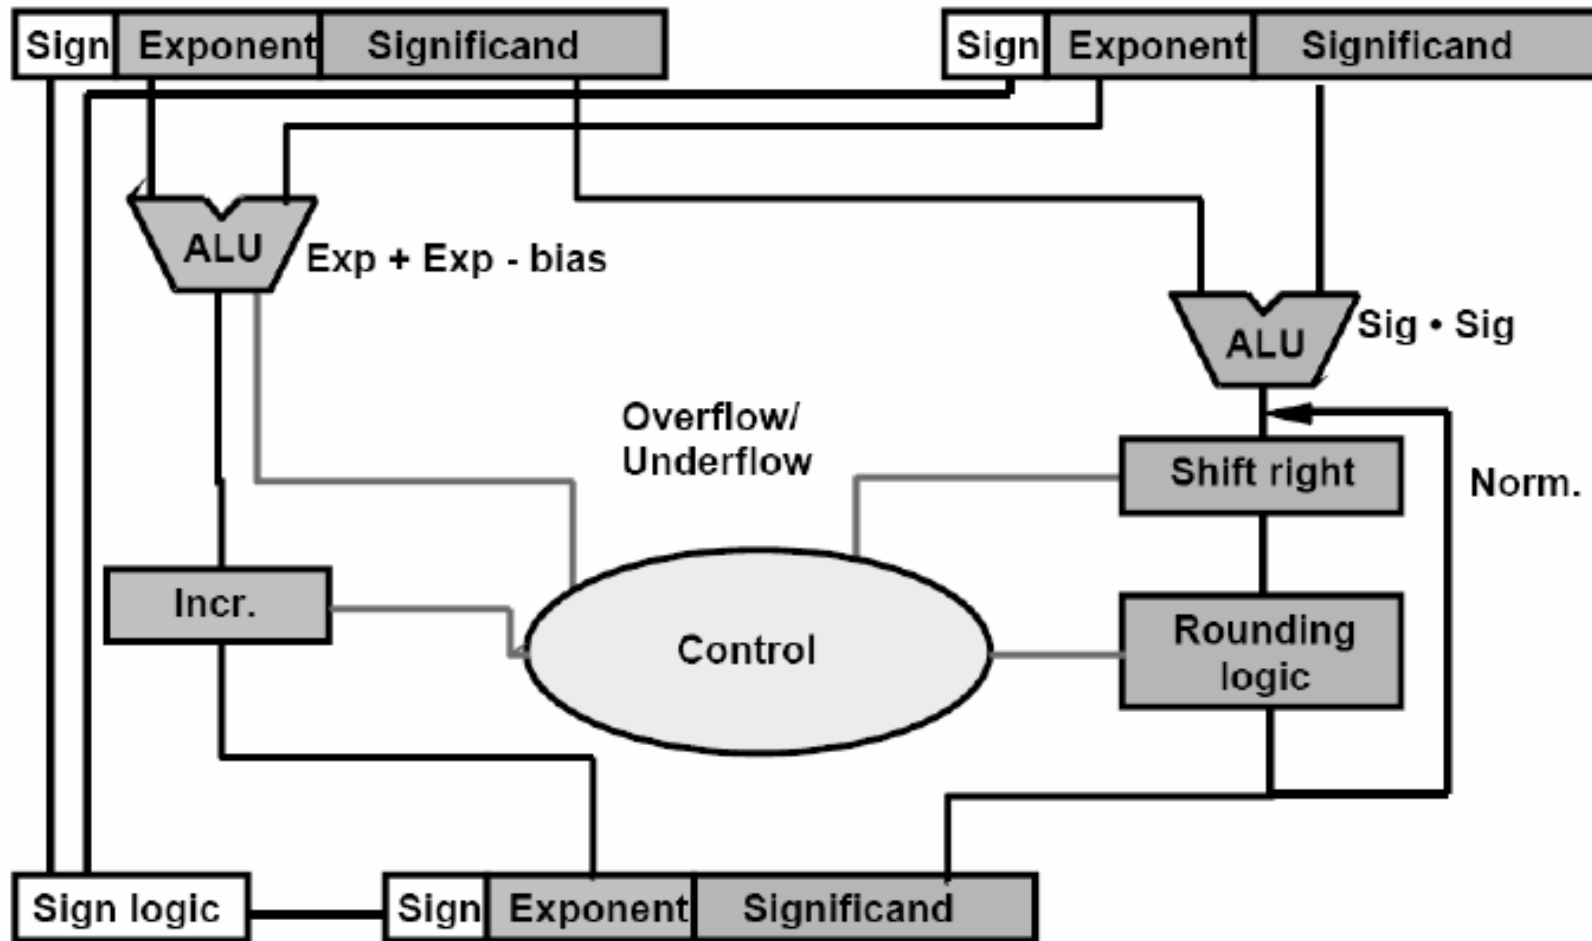 Sign Exponent Significand
Sign Exponent Significand
ALU
Exp + Exp - bias
ALU
Sig • Sig
Overflow/
Underflow
Shift right
Norm.
Incr.
Control
Rounding
logic
Sign logic
Sign Exponent Significand